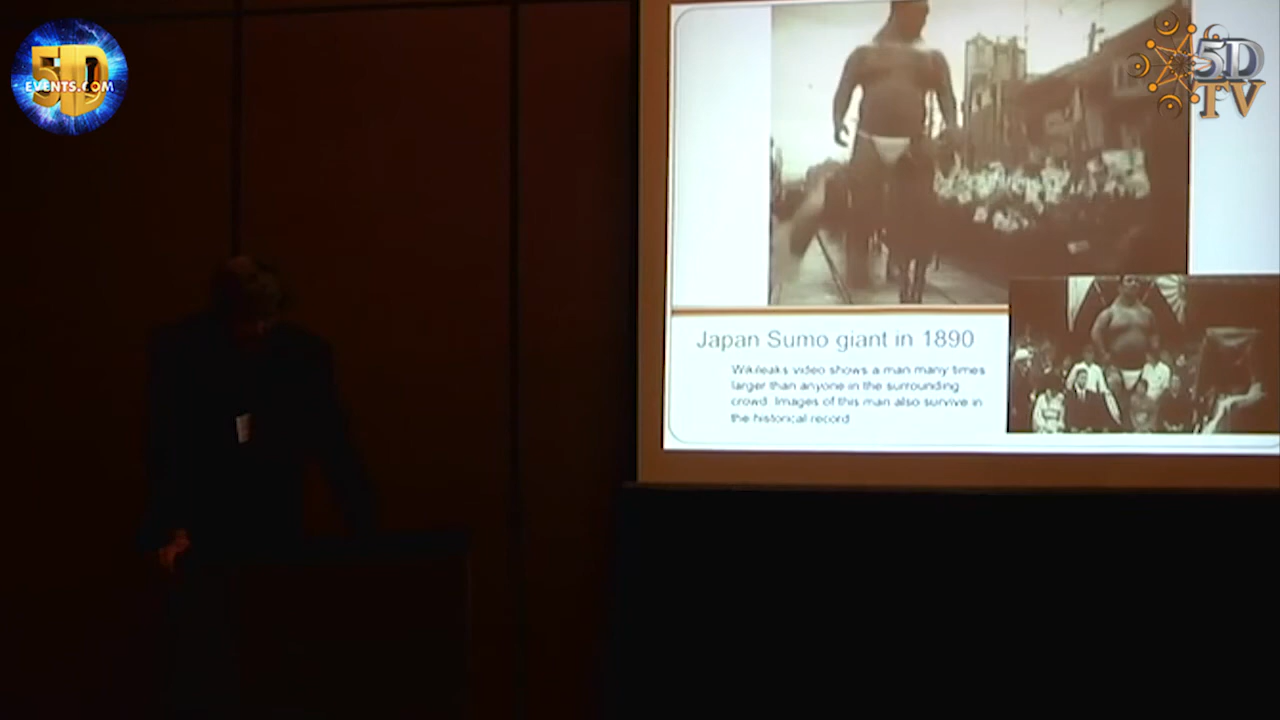 5D
EVENTS.COM
5D
TV
Japan Sumo giant in 1890
Wikileaks video shows a man many times
larger than anyone in the surrounding
crowd. Images of this man also survive in
the historical record